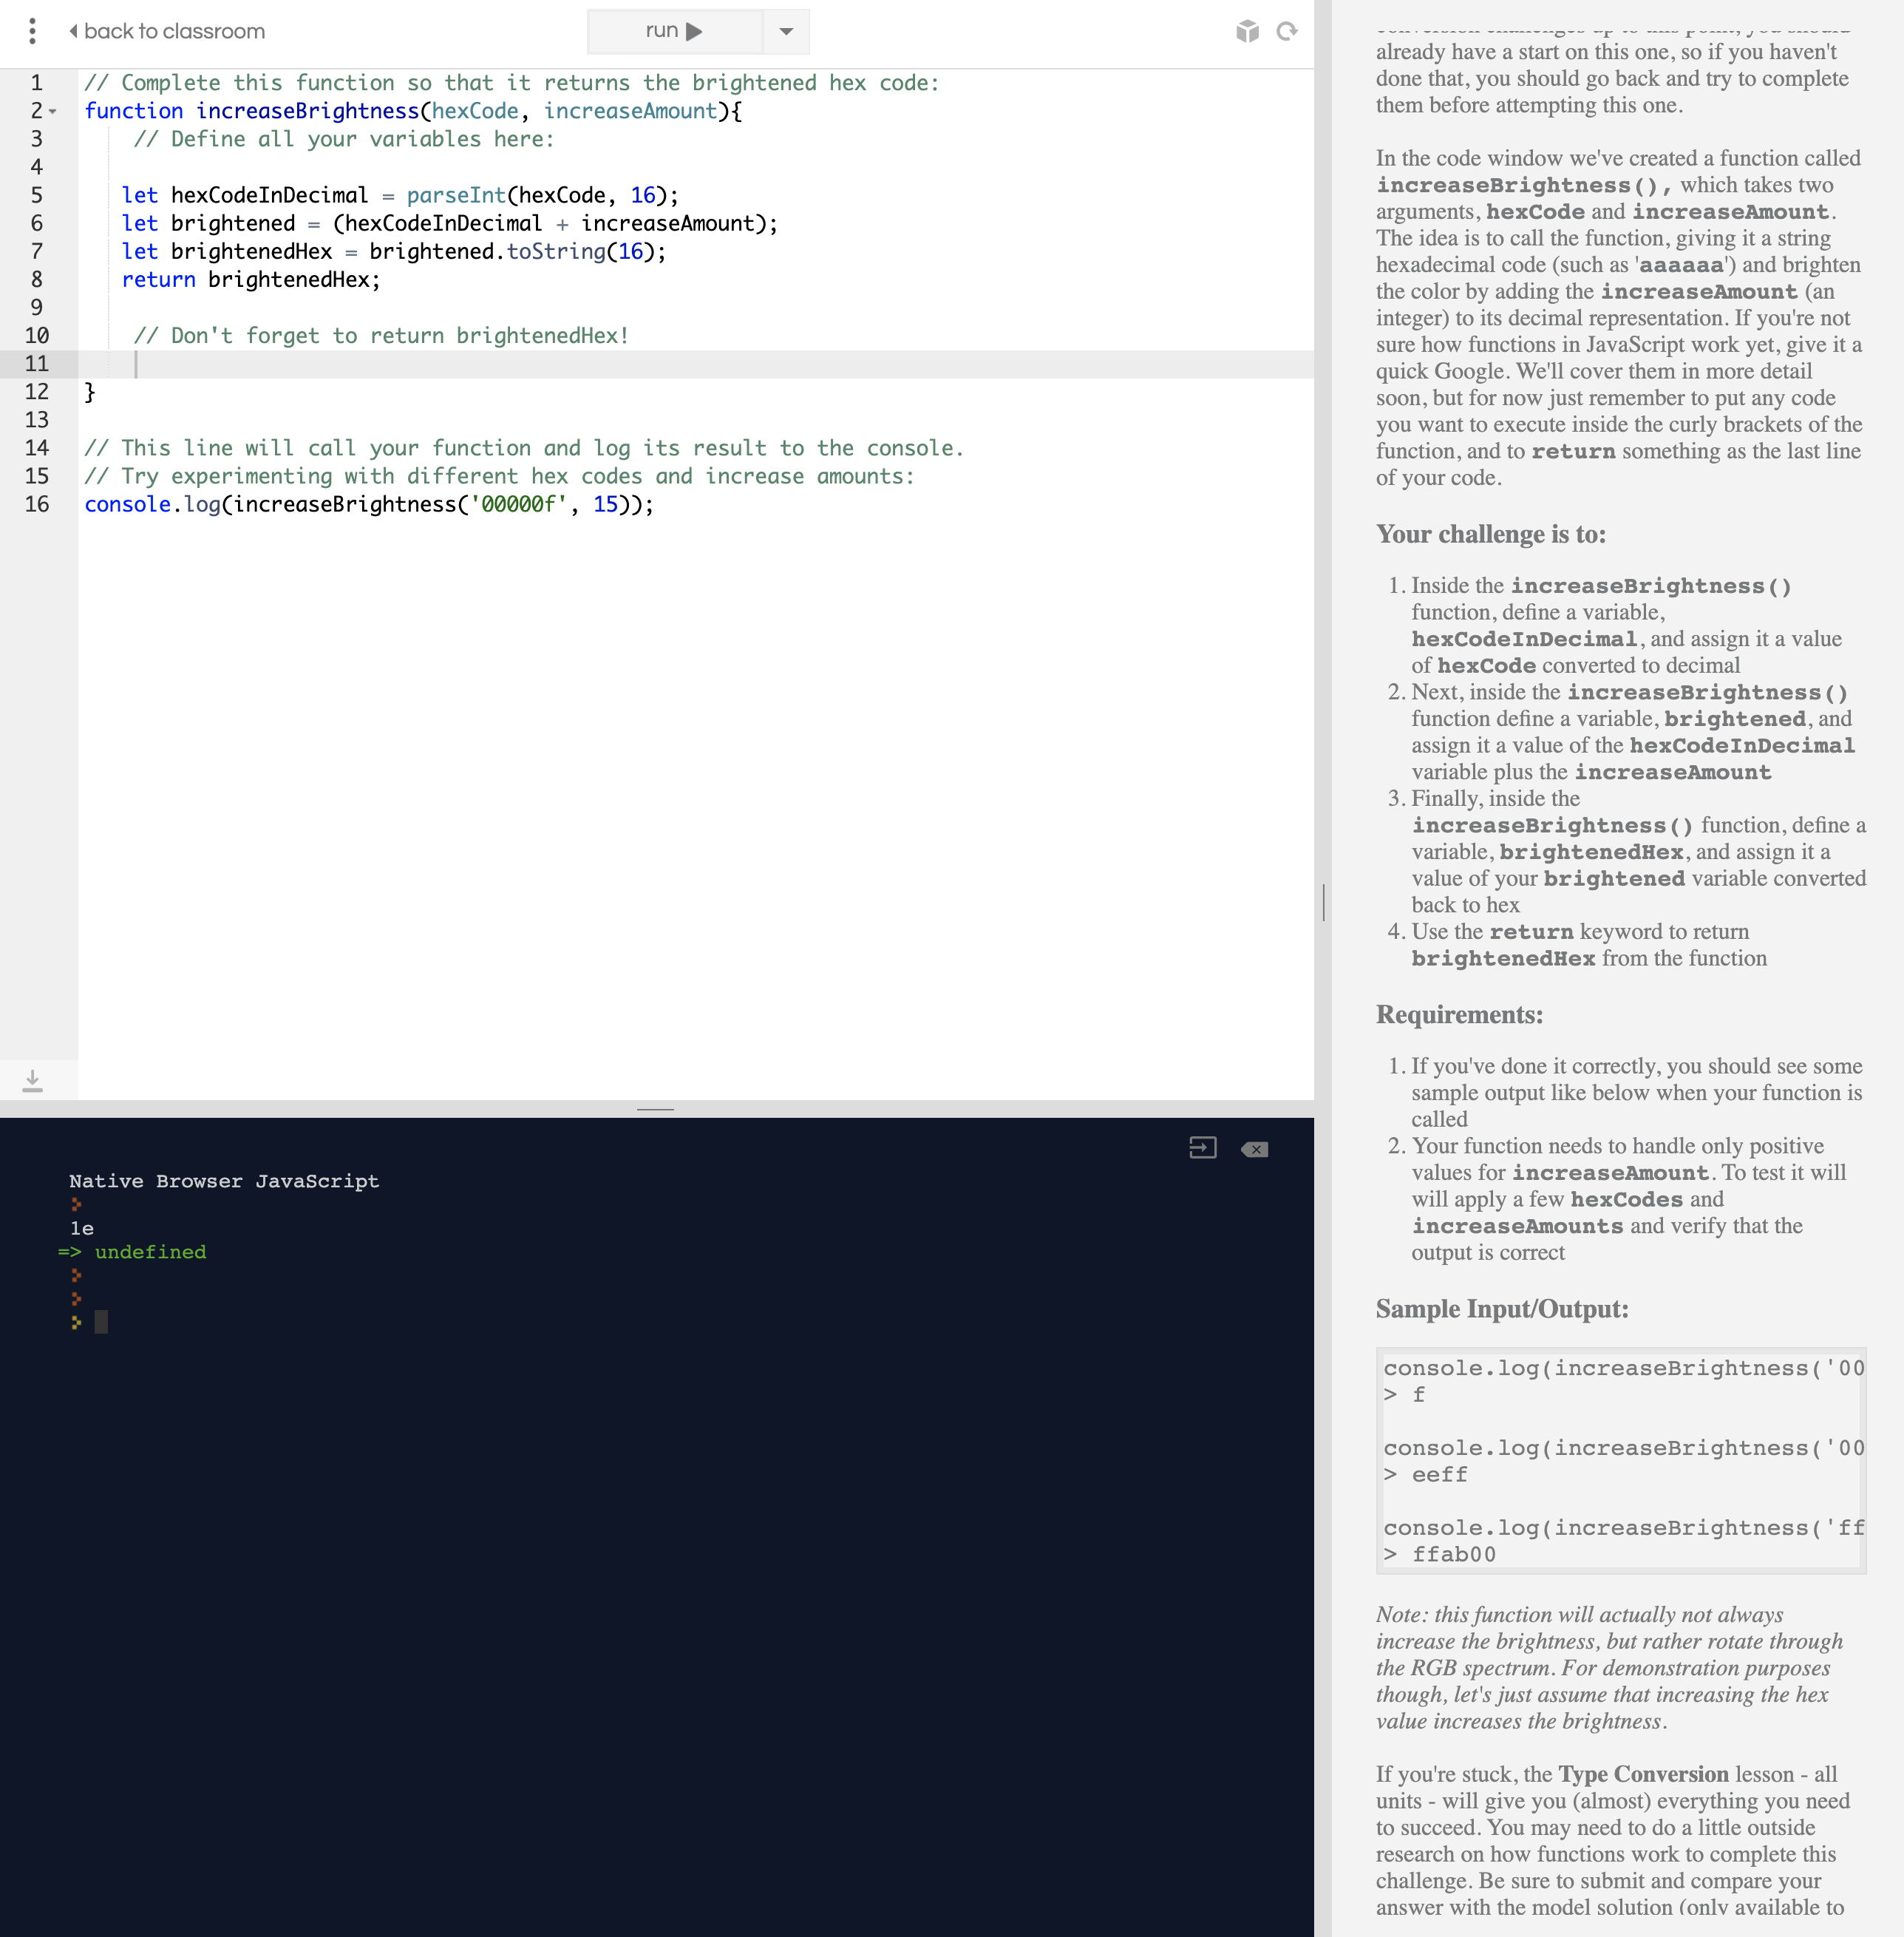 back to classroom
run
1 // Complete this function so that it returns the brightened hex code:
2 function increaseBrightness(hexCode, increaseAmount){
3 // Define all your variables here:
4
5 let hexCodeInDecimal = parseInt(hexCode, 16);
6 let brightened = (hexCodeInDecimal + increaseAmount);
7 let brightenedHex = brightened.toString(16);
8 return brightenedHex;
9
10 // Don't forget to return brightenedHex!
11
12 }
13
14 // This line will call your function and log its result to the console.
15 // Try experimenting with different hex codes and increase amounts:
16 console.log(increaseBrightness('00000f', 15));
Native Browser JavaScript
>
1e
=> undefined
>
>
>
conversion challenges up to this point, you should
already have a start on this one, so if you haven't
done that, you should go back and try to complete
them before attempting this one.
In the code window we've created a function called
increaseBrightness(), which takes two
arguments, hexCode and increaseAmount.
The idea is to call the function, giving it a string
hexadecimal code (such as 'aaaaaa') and brighten
the color by adding the increaseAmount (an
integer) to its decimal representation. If you're not
sure how functions in JavaScript work yet, give it a
quick Google. We'll cover them in more detail
soon, but for now just remember to put any code
you want to execute inside the curly brackets of the
function, and to return something as the last line
of your code.
Your challenge is to:
1. Inside the increaseBrightness()
function, define a variable,
hexCodeInDecimal, and assign it a value
of hexCode converted to decimal
2. Next, inside the increaseBrightness()
function define a variable, brightened, and
assign it a value of the hexCodeInDecimal
variable plus the increaseAmount
3. Finally, inside the
increaseBrightness() function, define a
variable, brightenedHex, and assign it a
value of your brightened variable converted
back to hex
4. Use the return keyword to return
brightenedHex from the function
Requirements:
1. If you've done it correctly, you should see some
sample output like below when your function is
called
2. Your function needs to handle only positive
values for increaseAmount. To test it will
will apply a few hexCodes and
increaseAmounts and verify that the
output is correct
Sample Input/Output:
console.log(increaseBrightness('00
> f
console.log(increaseBrightness('00
> eeff
console.log(increaseBrightness('ff
> ffab00
Note: this function will actually not always
increase the brightness, but rather rotate through
the RGB spectrum. For demonstration purposes
though, let's just assume that increasing the hex
value increases the brightness.
If you're stuck, the Type Conversion lesson - all
units - will give you (almost) everything you need
to succeed. You may need to do a little outside
research on how functions work to complete this
challenge. Be sure to submit and compare your
answer with the model solution (only available to